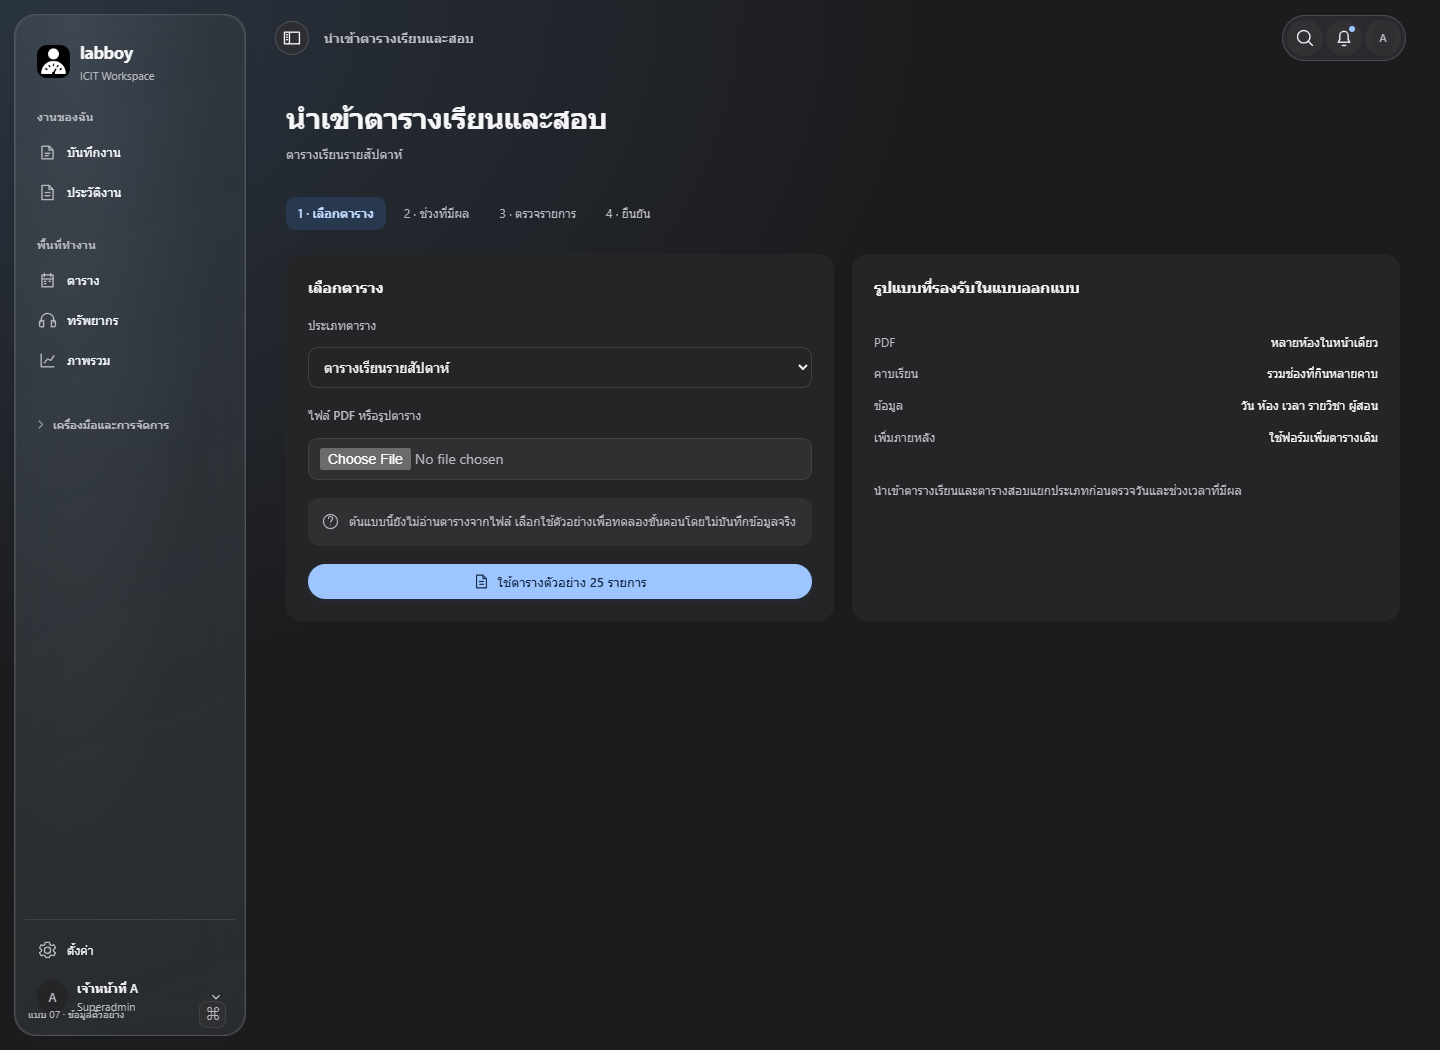 labboy
ICIT Workspace
งานของฉัน
บันทึกงาน
ประวัติงาน
พื้นที่ทำงาน
ตาราง
ทรัพยากร
ภาพรวม
เครื่องมือและการจัดการ
ตั้งค่า
A
เจ้าหน้าที่ A
Superadmin
แบบ 07 · ข้อมูลตัวอย่าง
นำเข้าตารางเรียนและสอบ
A
นำเข้าตารางเรียนและสอบ
ตารางเรียนรายสัปดาห์
1 · เลือกตาราง
2 · ช่วงที่มีผล
3 · ตรวจรายการ
4 · ยืนยัน
เลือกตาราง
ประเภทตาราง
ตารางเรียนรายสัปดาห์
ไฟล์ PDF หรือรูปตาราง
Choose File No file chosen
ต้นแบบนี้ยังไม่อ่านตารางจากไฟล์ เลือกใช้ตัวอย่างเพื่อทดลองขั้นตอนโดยไม่บันทึกข้อมูลจริง
ใช้ตารางตัวอย่าง 25 รายการ
รูปแบบที่รองรับในแบบออกแบบ
PDF หลายห้องในหน้าเดียว
คาบเรียน รวมช่องที่กินหลายคาบ
ข้อมูล วัน ห้อง เวลา รายวิชา ผู้สอน
เพิ่มภายหลัง ใช้ฟอร์มเพิ่มตารางเดิม
นำเข้าตารางเรียนและตารางสอบแยกประเภทก่อนตรวจวันและช่วงเวลาที่มีผล